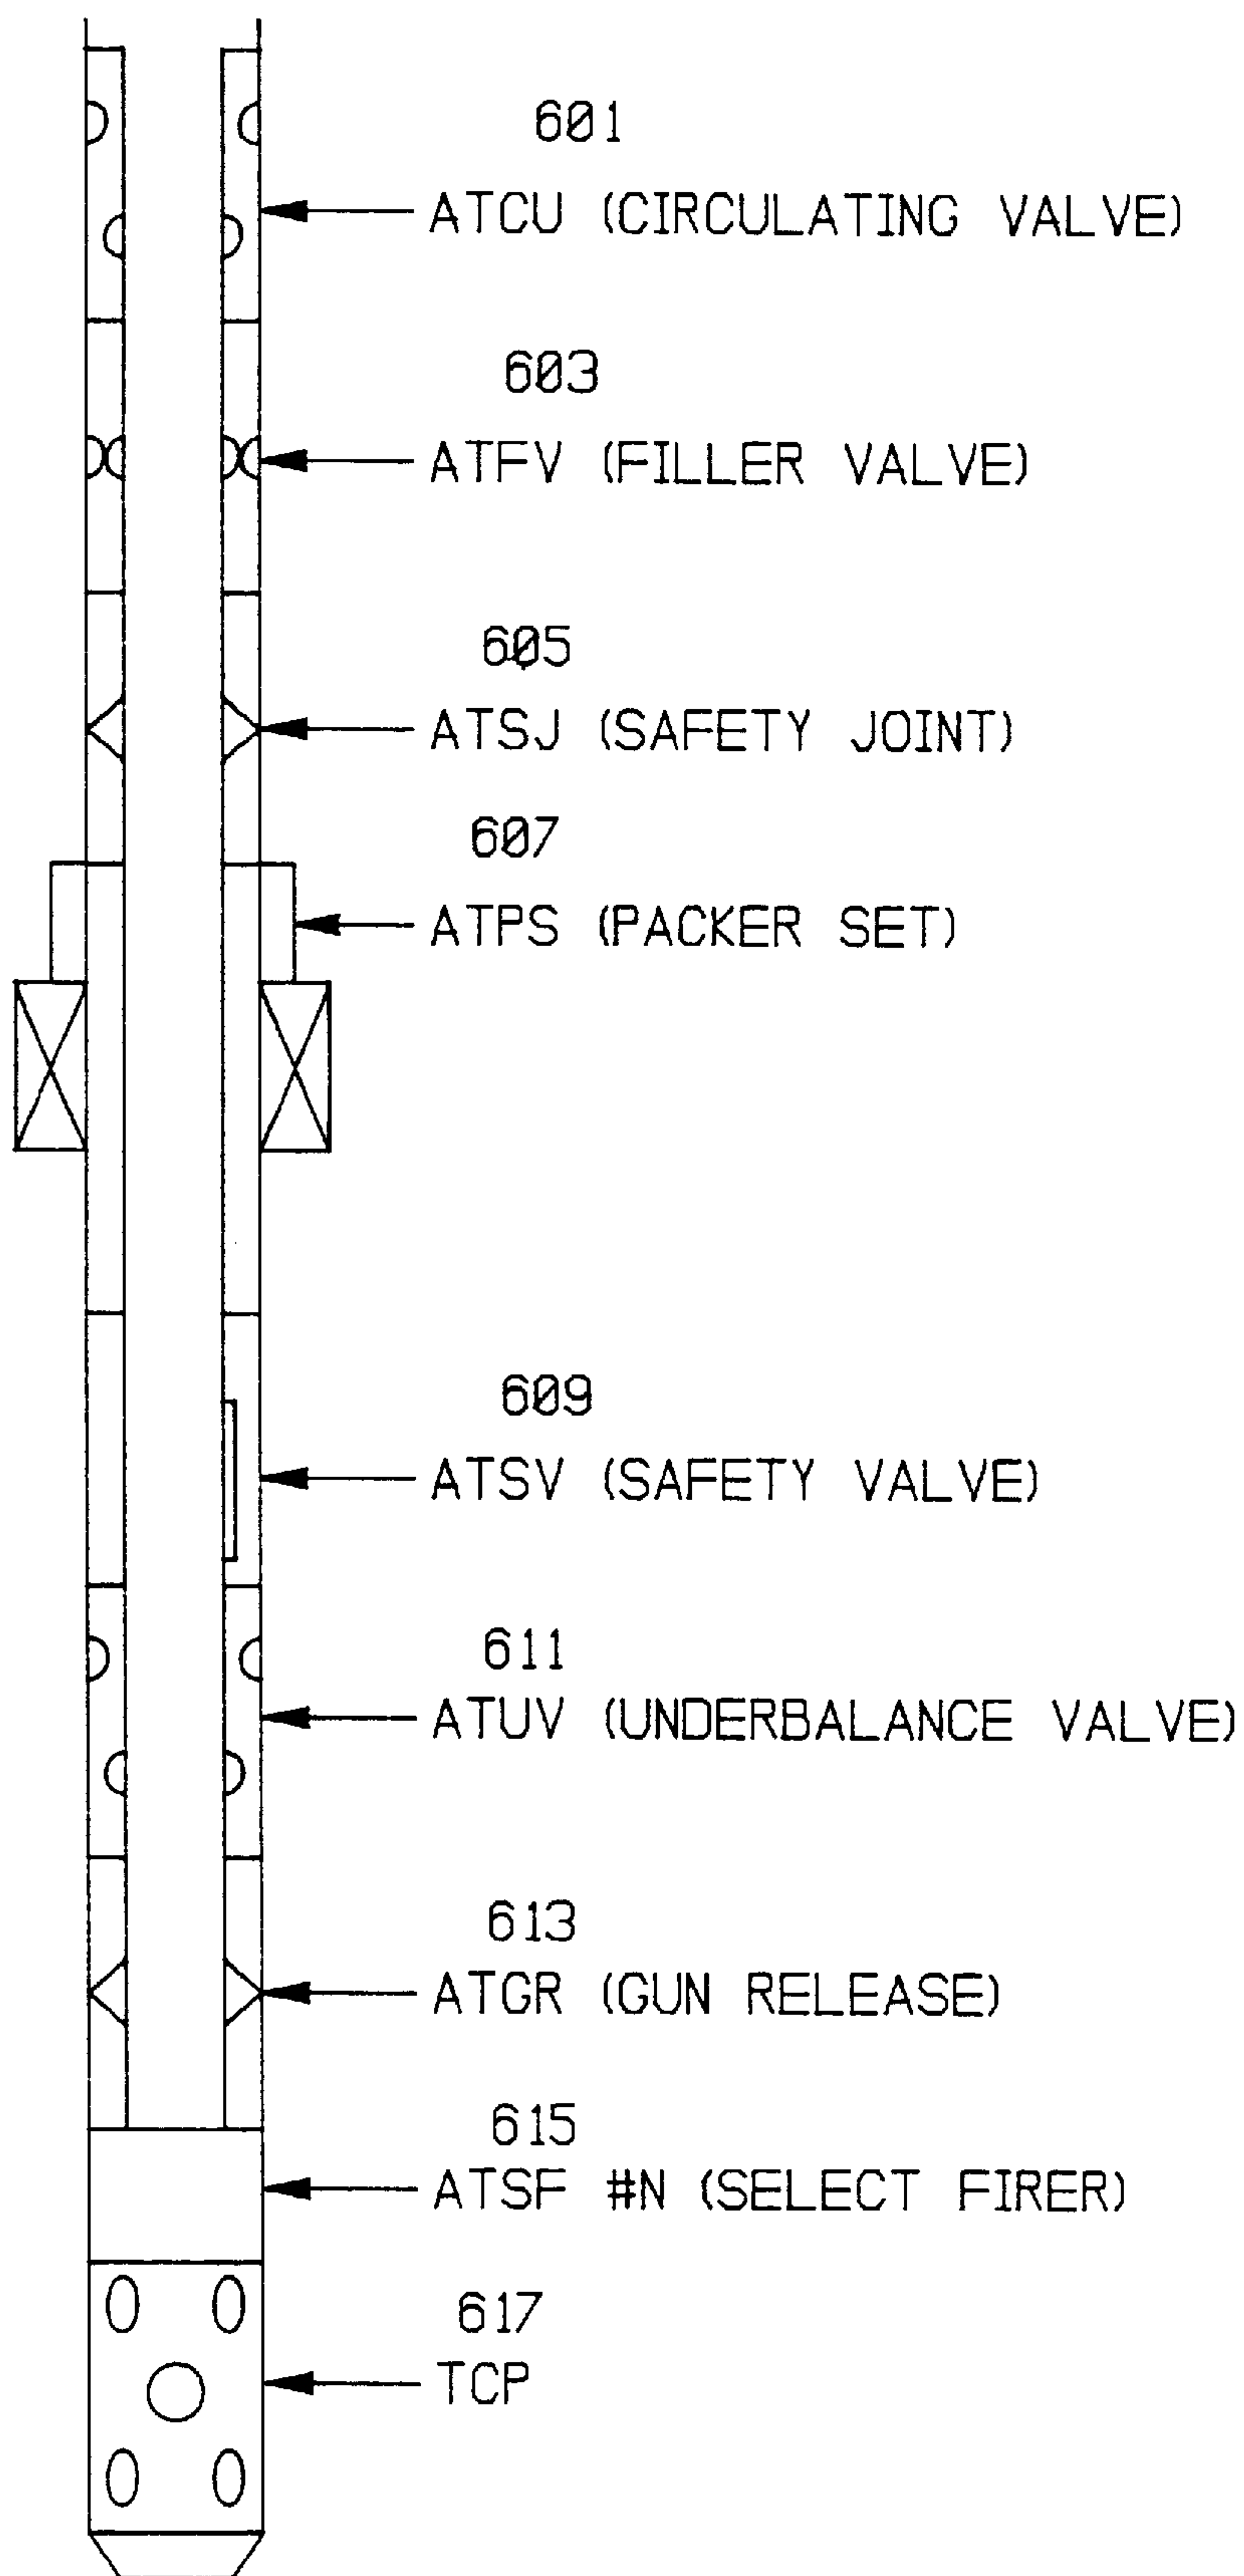 601
ATCU (CIRCULATING VALVE)
603
ATFV (FILLER VALVE)
605
ATSJ (SAFETY JOINT)
607
ATPS (PACKER SET)
609
ATSV (SAFETY VALVE)
611
ATUV (UNDERBALANCE VALVE)
613
ATGR (GUN RELEASE)
615
ATSF #N (SELECT FIRER)
617
TCP